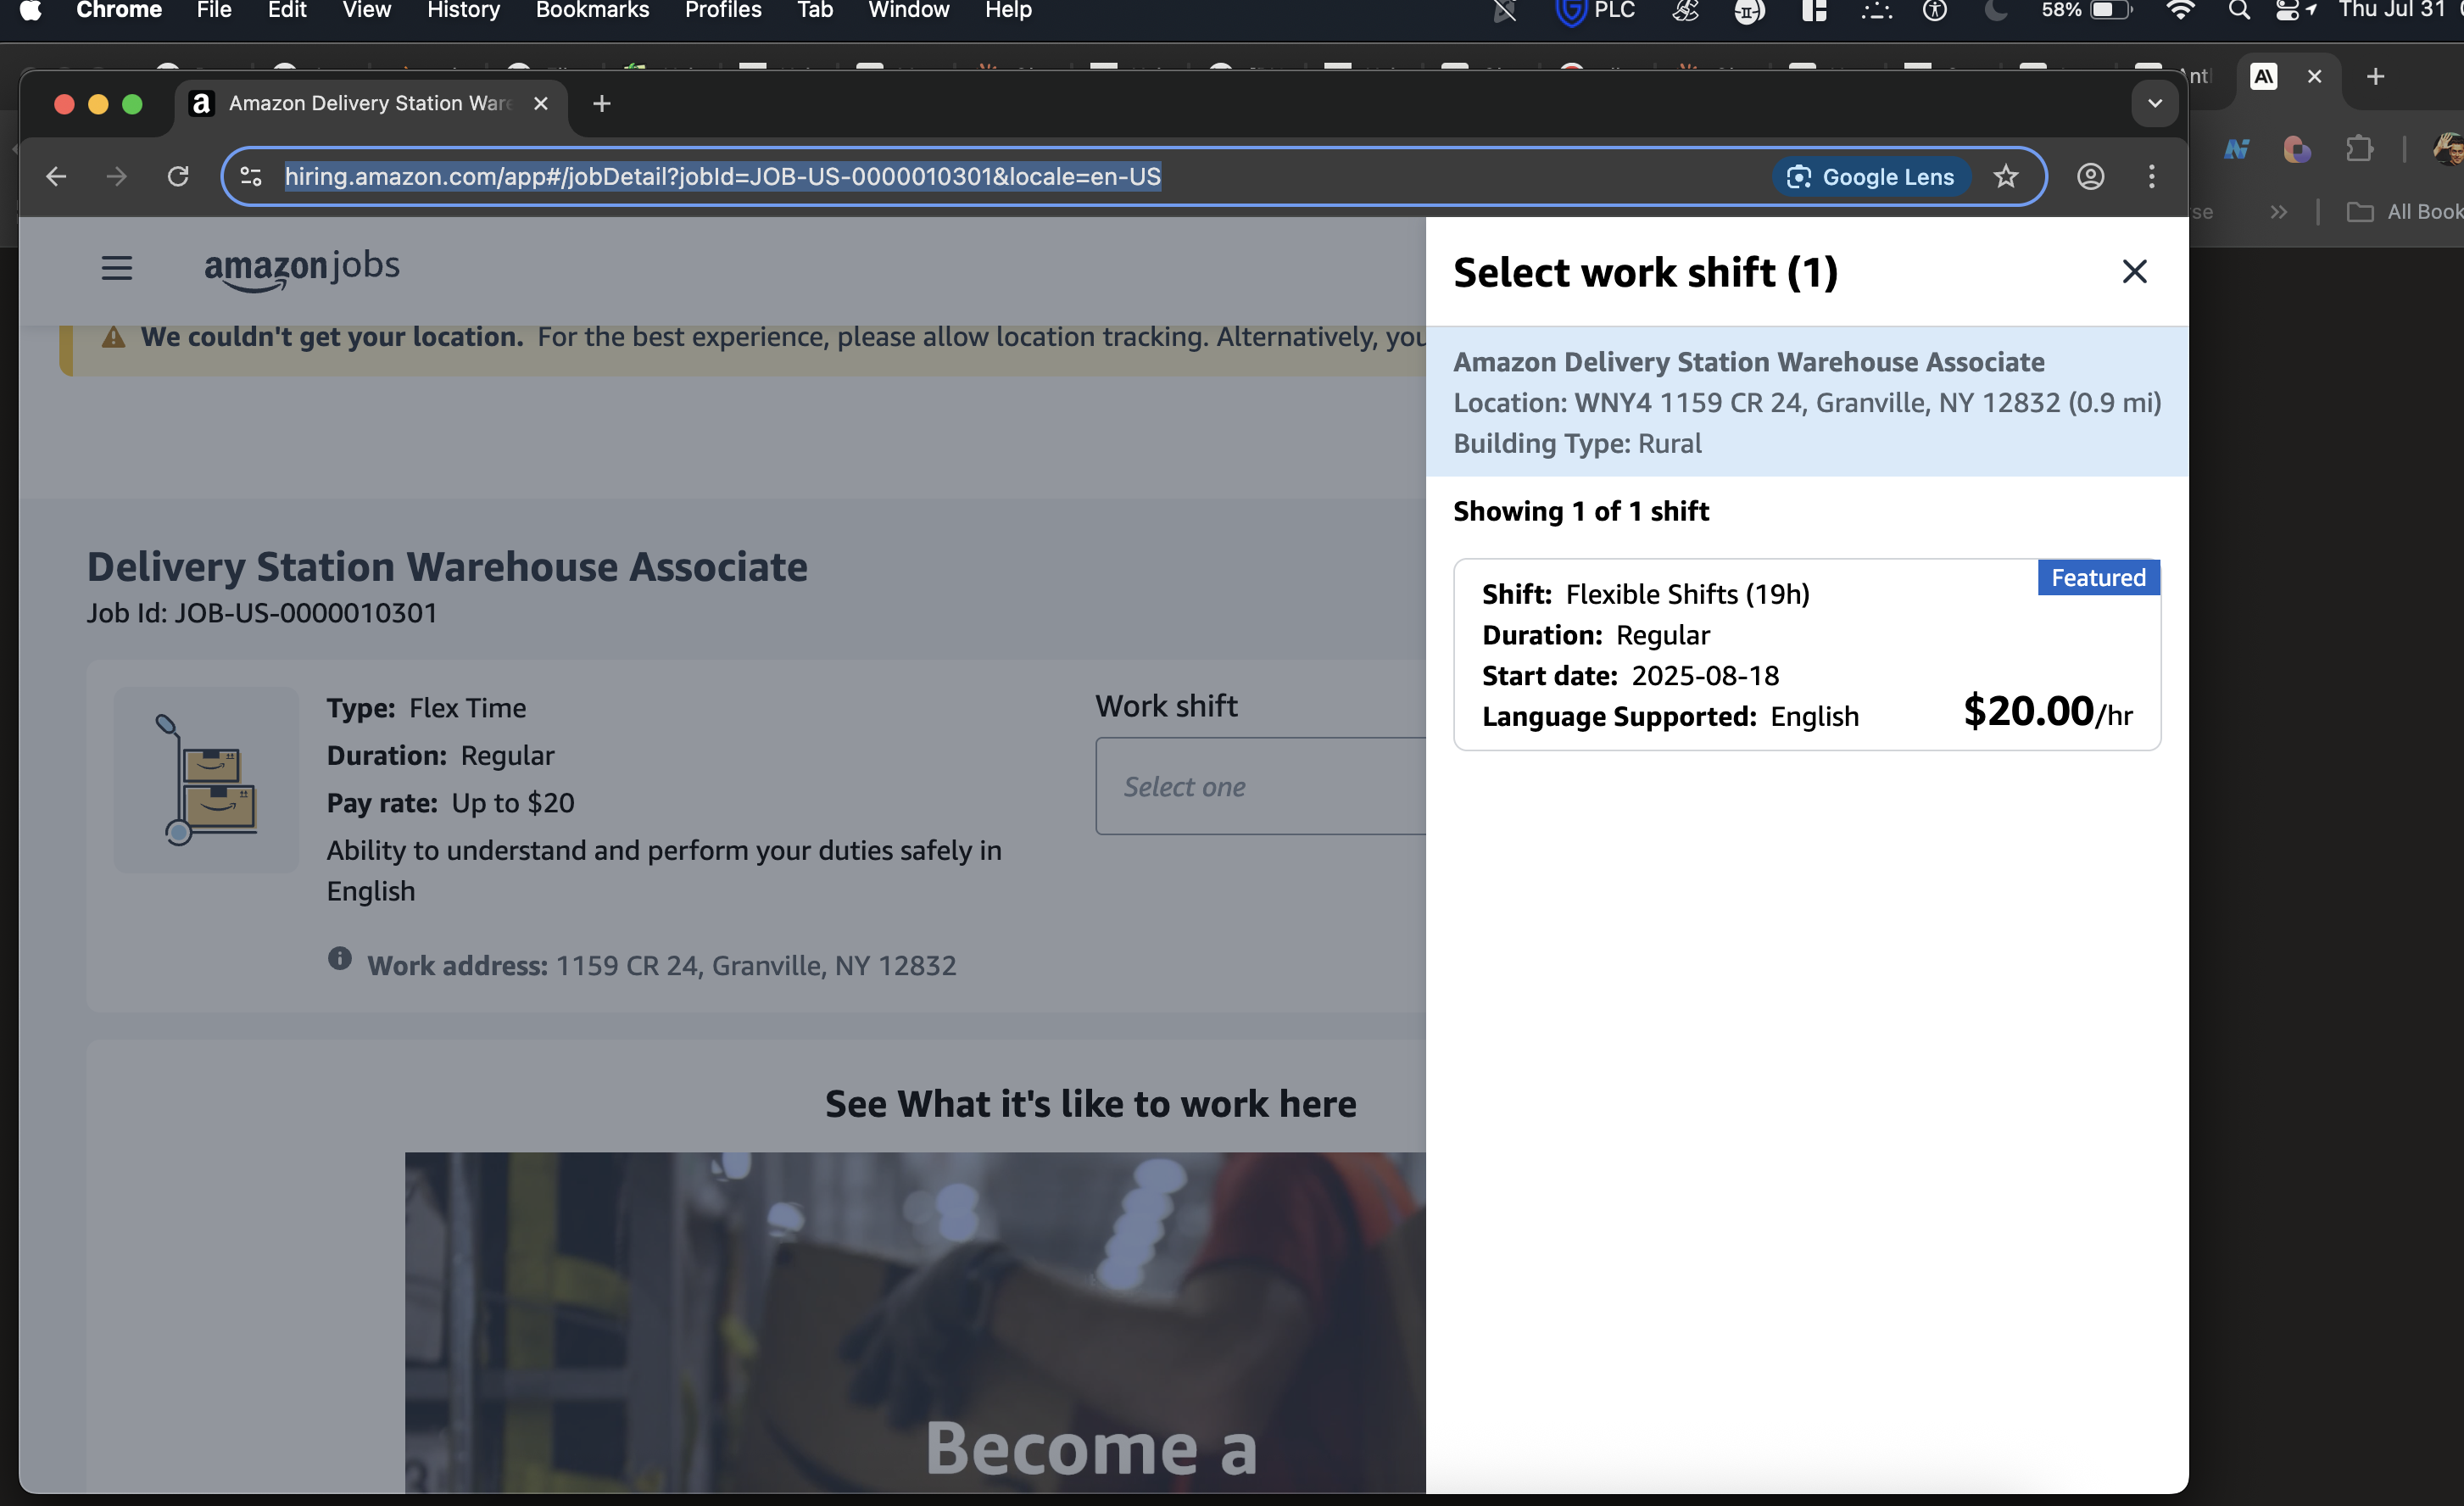 Chrome File Edit View History Bookmarks Profiles Tab Window Help
PLC
58%
Thu Jul 31
Amazon Delivery Station Ware
hiring.amazon.com/app#/jobDetail?jobId=JOB-US-0000010301&locale=en-US
Google Lens
All Book
amazon jobs
We couldn't get your location. For the best experience, please allow location tracking. Alternatively, you
Delivery Station Warehouse Associate
Job Id: JOB-US-0000010301
Type: Flex Time
Duration: Regular
Pay rate: Up to $20
Ability to understand and perform your duties safely in
English
Work address: 1159 CR 24, Granville, NY 12832
Work shift
Select one
See What it's like to work here
Become a
Select work shift (1)
Amazon Delivery Station Warehouse Associate
Location: WNY4 1159 CR 24, Granville, NY 12832 (0.9 mi)
Building Type: Rural
Showing 1 of 1 shift
Featured
Shift: Flexible Shifts (19h)
Duration: Regular
Start date: 2025-08-18
Language Supported: English
$20.00/hr